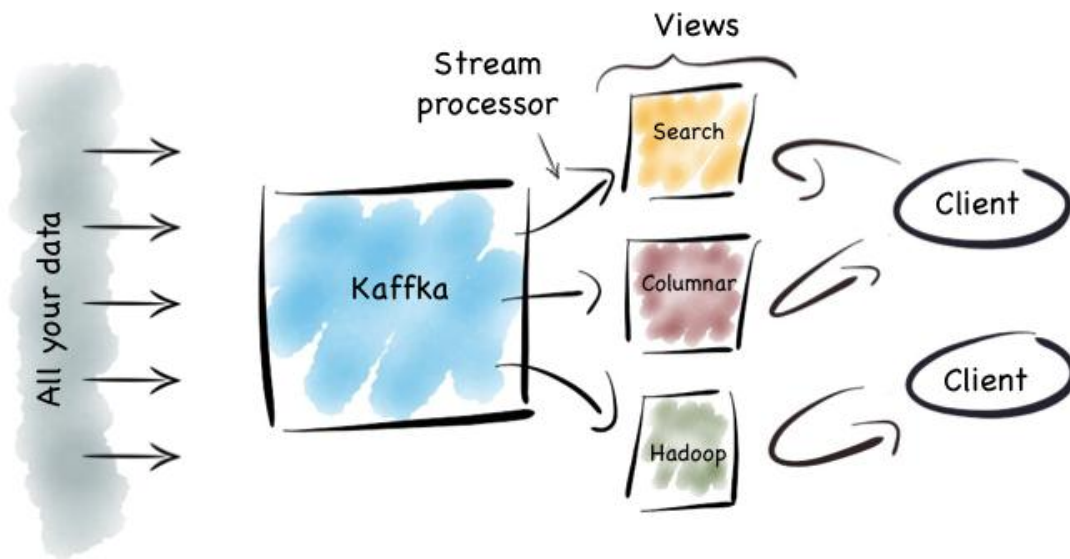 Views
Stream
processor
Search
All your data
Kaffka
Columnar
Hadoop
Client
Client